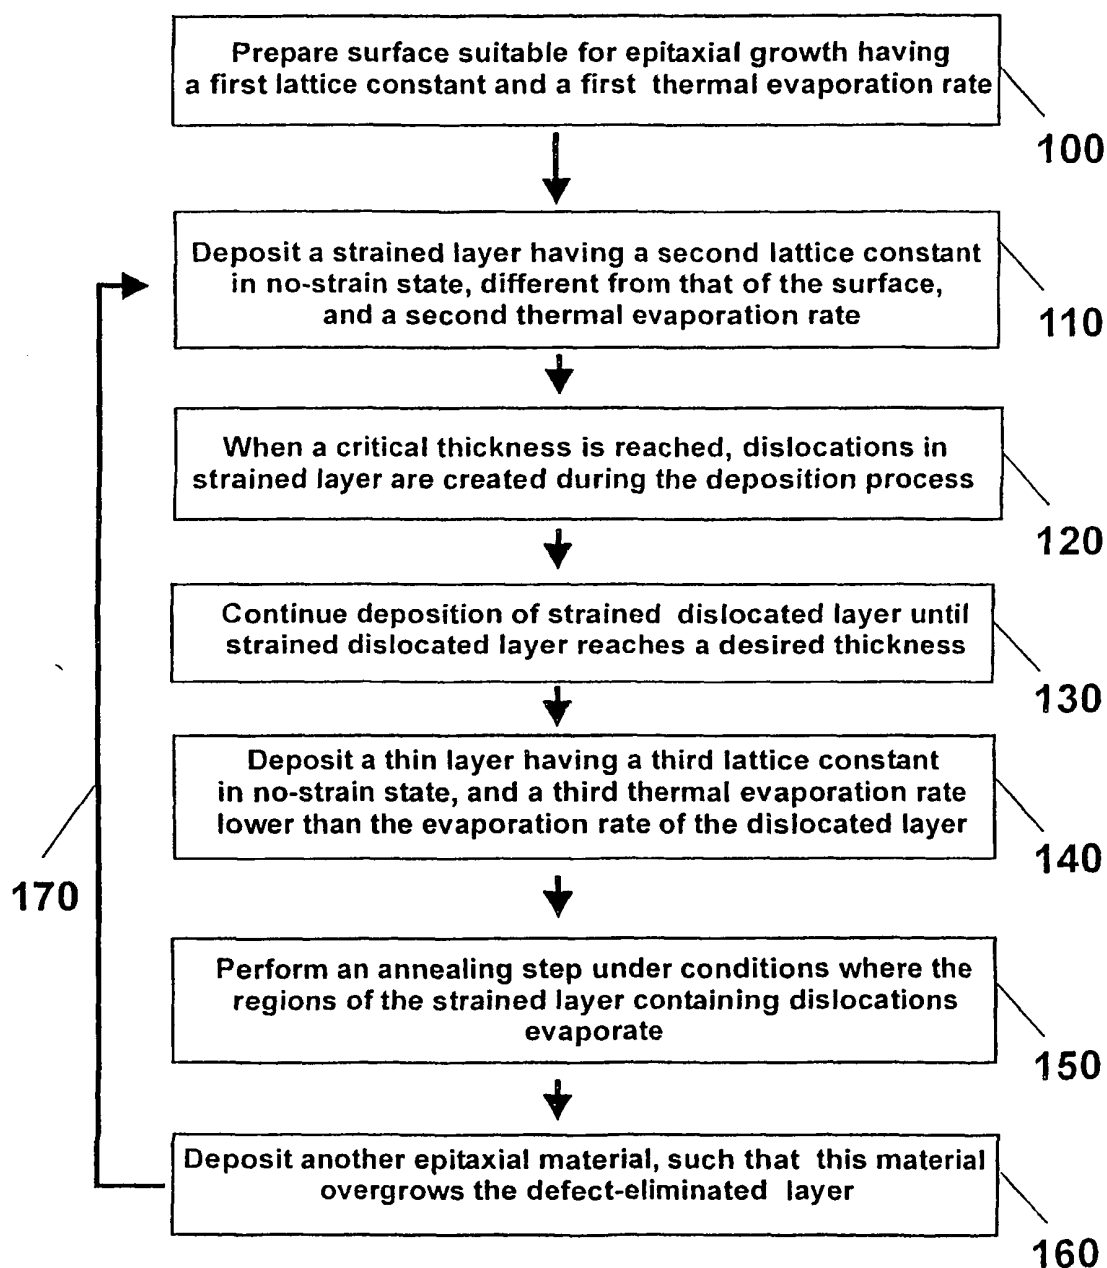 Prepare surface suitable for epitaxial growth having
a first lattice constant and a first thermal evaporation rate
100
Deposit a strained layer having a second lattice constant
in no-strain state, different from that of the surface,
and a second thermal evaporation rate
110
When a critical thickness is reached, dislocations in
strained layer are created during the deposition process
120
Continue deposition of strained dislocated layer until
strained dislocated layer reaches a desired thickness
130
Deposit a thin layer having a third lattice constant
in no-strain state, and a third thermal evaporation rate
lower than the evaporation rate of the dislocated layer
140
170
Perform an annealing step under conditions where the
regions of the strained layer containing dislocations
evaporate
150
Deposit another epitaxial material, such that this material
overgrows the defect-eliminated layer
160